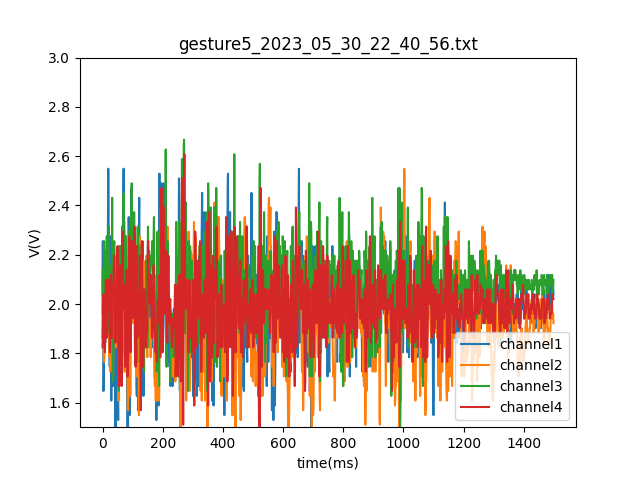 gesture5_2023_05_30_22_40_56.txt
3.0
2.8
2.6
2.4
2.2
2.0
1.8
1.6
V(V)
channel1
channel2
channel3
channel4
0 200 400 600 800 1000 1200 1400
time(ms)